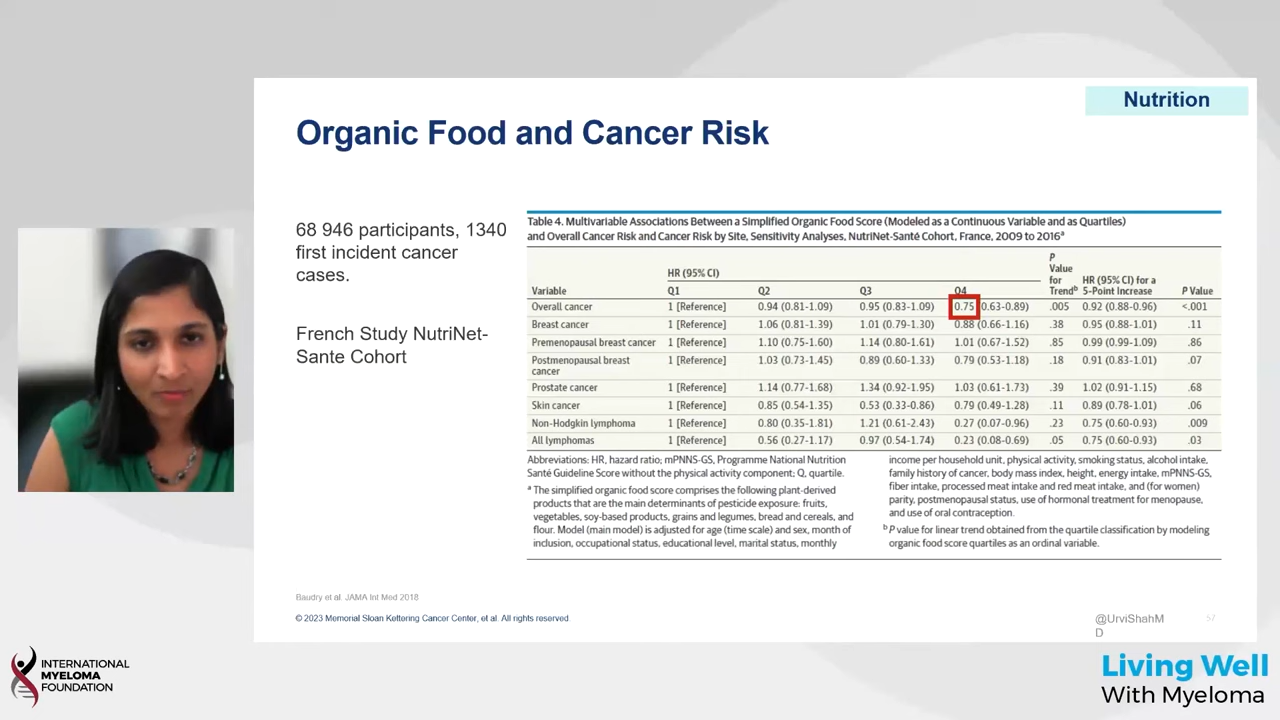 Nutrition
Organic Food and Cancer Risk
68 946 participants, 1340
first incident cancer
cases.
French Study NutriNet-
Sante Cohort
Table 4. Multivariable Associations Between a Simplified Organic Food Score (Modeled as a Continuous Variable and as Quartiles)
and Overall Cancer Risk and Cancer Risk by Site, Sensitivity Analyses, NutriNet-Santé Cohort, France, 2009 to 2016ᵃ
HR (95% CI)
P
Value
for
Trendᵇ
HR (95% CI) for a
5-Point Increase
P Value
Variable Q1 Q2 Q3 Q4
Overall cancer 1 [Reference] 0.94 (0.81-1.09) 0.95 (0.83-1.09) 0.75 (0.63-0.89) .005 0.92 (0.88-0.96) <.001
Breast cancer 1 [Reference] 1.06 (0.81-1.39) 1.01 (0.79-1.30) 0.88 (0.66-1.16) .38 0.95 (0.88-1.01) .11
Premenopausal breast cancer 1 [Reference] 1.10 (0.75-1.60) 1.14 (0.80-1.61) 1.01 (0.67-1.52) .85 0.99 (0.99-1.09) .86
Postmenopausal breast
cancer 1 [Reference] 1.03 (0.73-1.45) 0.89 (0.60-1.33) 0.79 (0.53-1.18) .18 0.91 (0.83-1.01) .07
Prostate cancer 1 [Reference] 1.14 (0.77-1.68) 1.34 (0.92-1.95) 1.03 (0.61-1.73) .39 1.02 (0.91-1.15) .68
Skin cancer 1 [Reference] 0.85 (0.54-1.35) 0.53 (0.33-0.86) 0.79 (0.49-1.28) .11 0.89 (0.78-1.01) .06
Non-Hodgkin lymphoma 1 [Reference] 0.80 (0.35-1.81) 1.21 (0.61-2.43) 0.27 (0.07-0.96) .23 0.75 (0.60-0.93) .009
All lymphomas 1 [Reference] 0.56 (0.27-1.17) 0.97 (0.54-1.74) 0.23 (0.08-0.69) .05 0.75 (0.60-0.93) .03
Abbreviations: HR, hazard ratio; mPNNS-GS, Programme National Nutrition
Santé Guideline Score without the physical activity component; Q, quartile.
ᵃ The simplified organic food score comprises the following plant-derived
products that are the main determinants of pesticide exposure: fruits,
vegetables, soy-based products, grains and legumes, bread and cereals, and
flour. Model (main model) is adjusted for age (time scale) and sex, month of
inclusion, occupational status, educational level, marital status, monthly
income per household unit, physical activity, smoking status, alcohol intake,
family history of cancer, body mass index, height, energy intake, mPNNS-GS,
fiber intake, processed meat intake and red meat intake, and (for women)
parity, postmenopausal status, use of hormonal treatment for menopause,
and use of oral contraception.
ᵇ P value for linear trend obtained from the quartile classification by modeling
organic food score quartiles as an ordinal variable.
Baudry et al. JAMA Int Med 2018
© 2023 Memorial Sloan Kettering Cancer Center, et al. All rights reserved.
@UrviShahM
D
57
INTERNATIONAL
MYELOMA
FOUNDATION
Living Well
With Myeloma